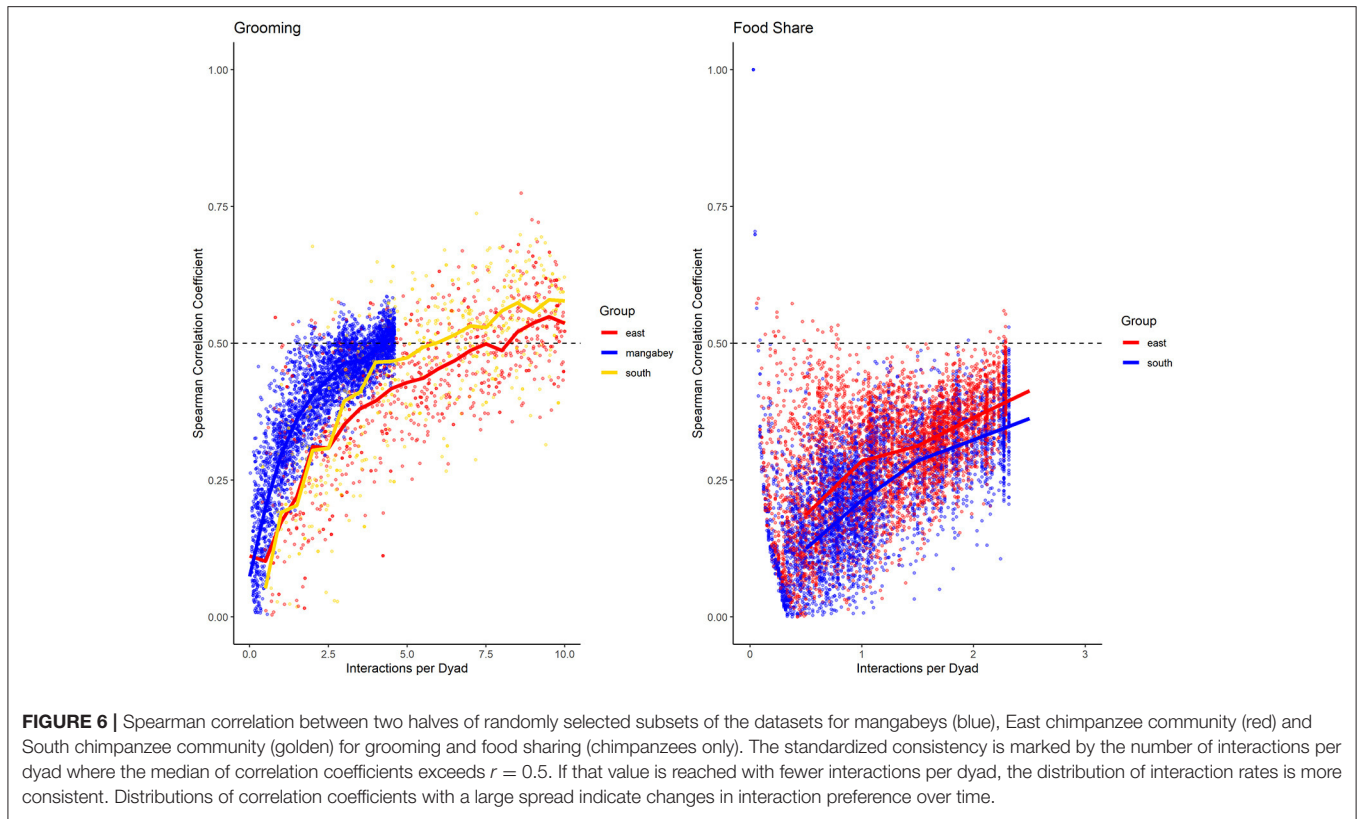 Grooming
1.00
0.75
0.50
0.25
0.00
Spearman Correlation Coefficient
0.0
2.5
5.0
7.5
10.0
Interactions per Dyad
Group
east
mangabey
south
Food Share
1.00
0.75
0.50
0.25
0.00
Spearman Correlation Coefficient
0
1
2
3
Interactions per Dyad
Group
east
south
FIGURE 6 | Spearman correlation between two halves of randomly selected subsets of the datasets for mangabeys (blue), East chimpanzee community (red) and
South chimpanzee community (golden) for grooming and food sharing (chimpanzees only). The standardized consistency is marked by the number of interactions per
dyad where the median of correlation coefficients exceeds r = 0.5. If that value is reached with fewer interactions per dyad, the distribution of interaction rates is more
consistent. Distributions of correlation coefficients with a large spread indicate changes in interaction preference over time.